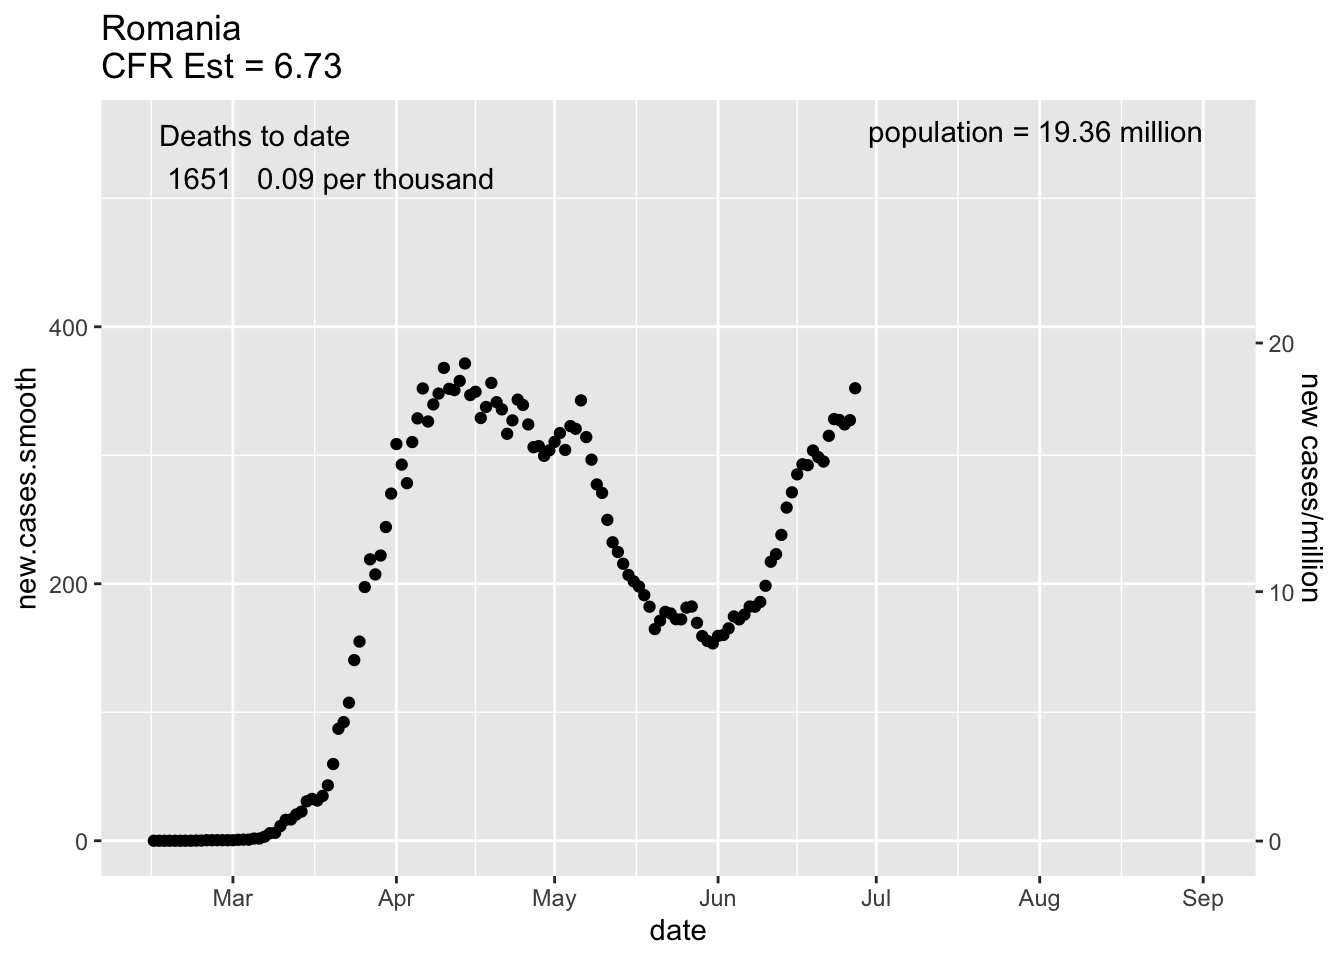 Romania
CFR Est = 6.73
Deaths to date
1651 0.09 per thousand
population = 19.36 million
new.cases.smooth
400
200
0
20
10
0
new cases/million
Mar Apr May Jun Jul Aug Sep
date